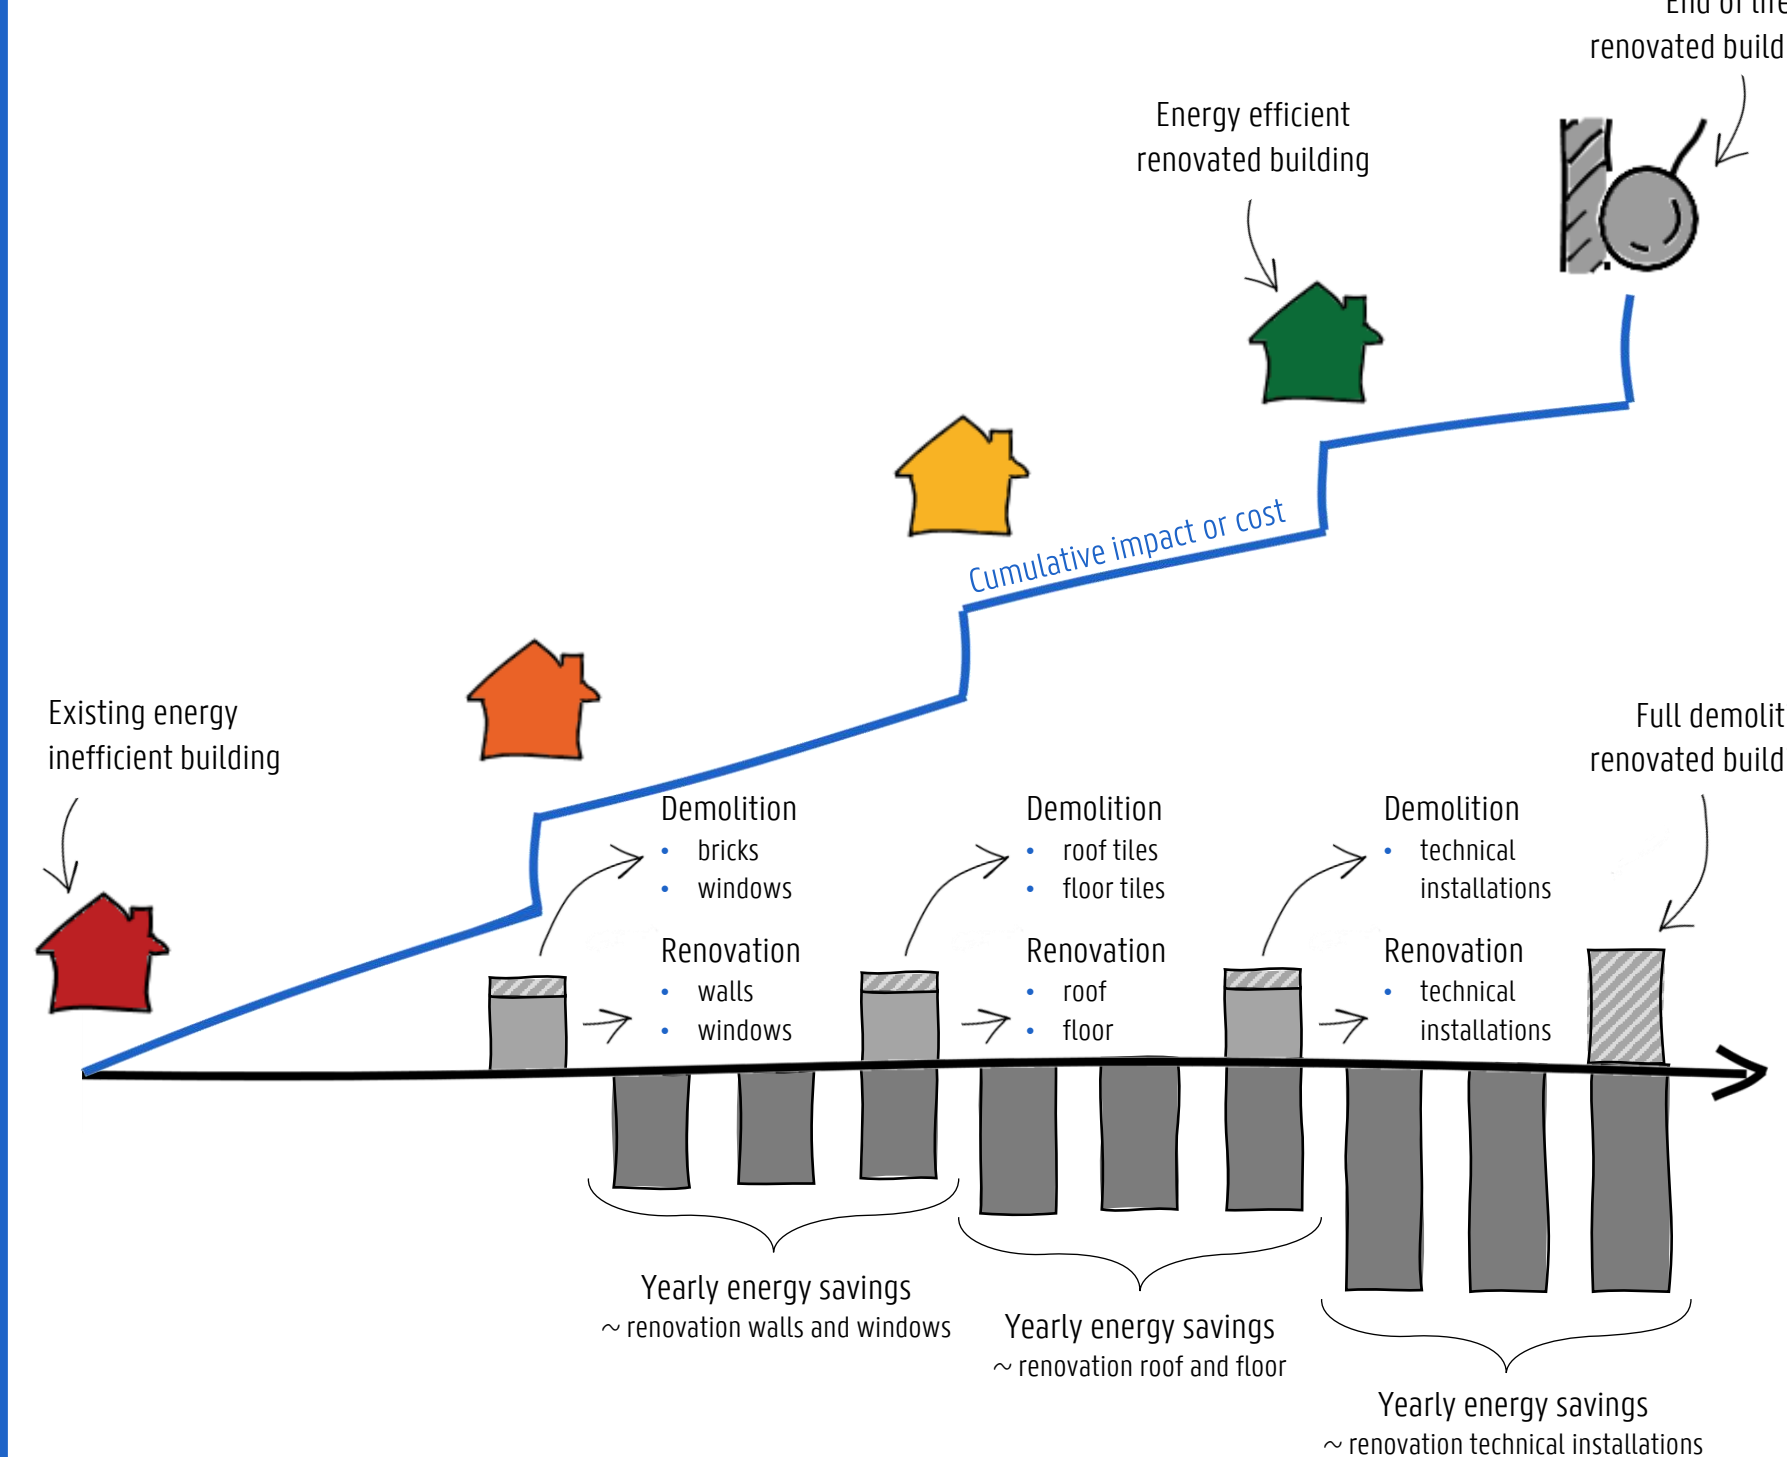 renovated build
Energy efficient
renovated building
Cumulative impact or cost
Existing energy
inefficient building
Full demolit
renovated build
Demolition
• bricks
• windows
Renovation
• walls
• windows
Demolition
• roof tiles
• floor tiles
Renovation
• roof
• floor
Demolition
• technical
installations
Renovation
• technical
installations
Yearly energy savings
~ renovation walls and windows
Yearly energy savings
~ renovation roof and floor
Yearly energy savings
~ renovation technical installations